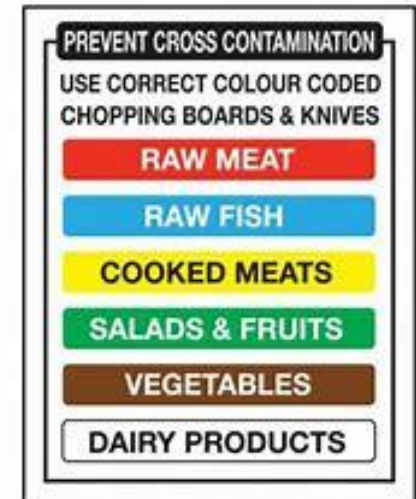 PREVENT CROSS CONTAMINATION
USE CORRECT COLOUR CODED
CHOPPING BOARDS & KNIVES
RAW MEAT
RAW FISH
COOKED MEATS
SALADS & FRUITS
VEGETABLES
DAIRY PRODUCTS